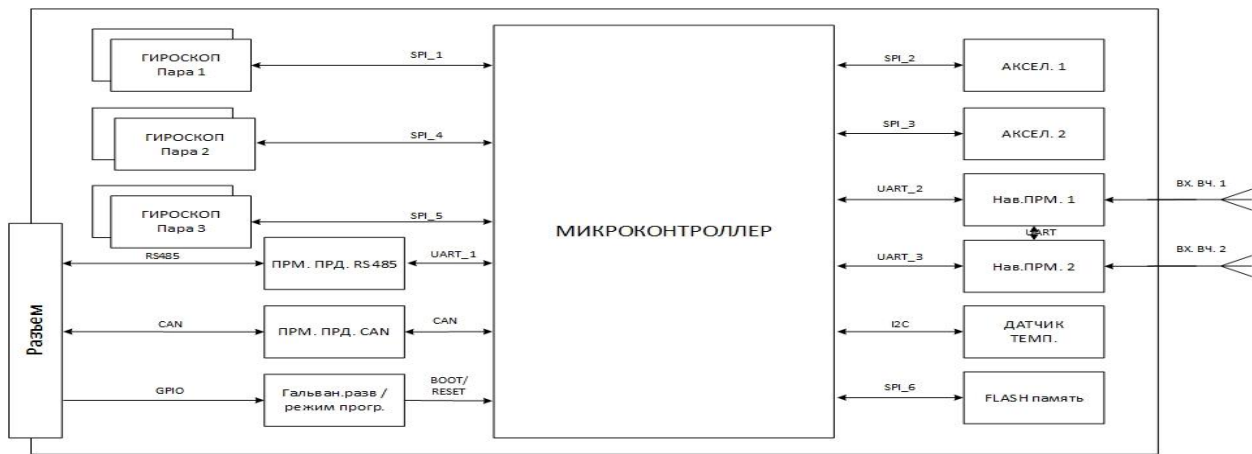 ГИРОСКОП
Пара 1
SPI_1
ГИРОСКОП
Пара 2
SPI_4
ГИРОСКОП
Пара 3
SPI_5
RS485
ПРМ. ПРД. RS485
UART_1
CAN
ПРМ. ПРД. CAN
CAN
GPIO
Гальван.разв /
режим прогр.
BOOT/
RESET
Разъем
МИКРОКОНТРОЛЛЕР
SPI_2
АКСЕЛ. 1
SPI_3
АКСЕЛ. 2
UART_2
Нав.ПРМ. 1
ВХ. ВЧ. 1
UART
UART_3
Нав.ПРМ. 2
ВХ. ВЧ. 2
I2C
ДАТЧИК
ТЕМП.
SPI_6
FLASH память